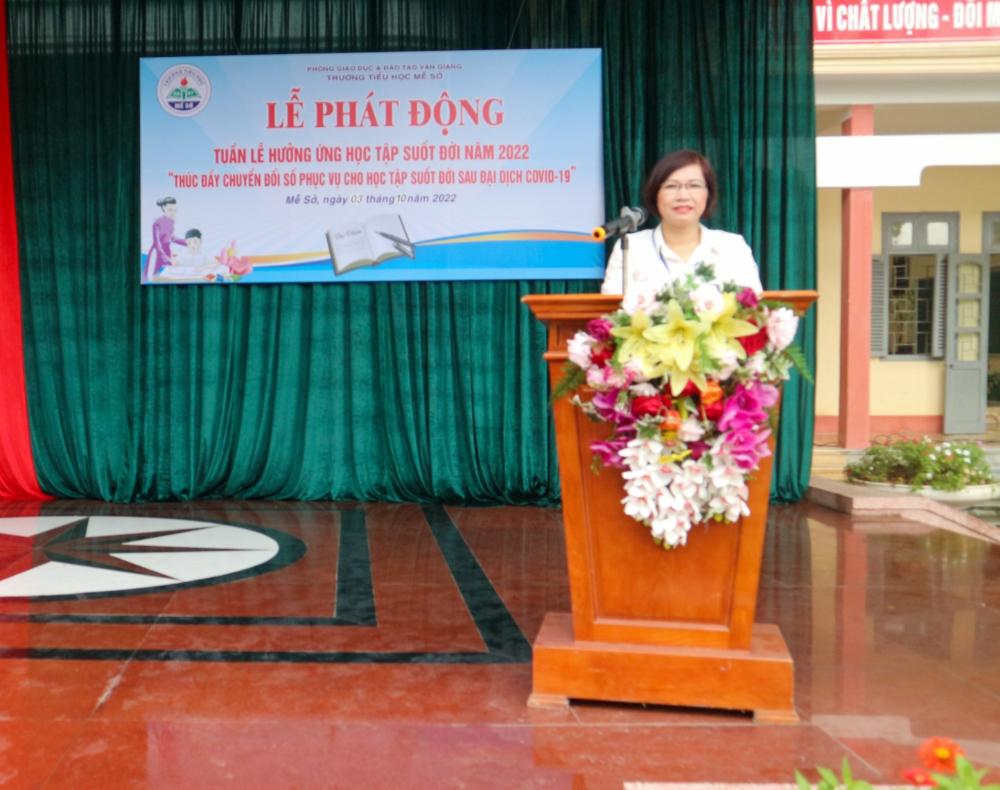 VÌ CHẤT LƯỢNG - ĐỔI M
PHÒNG GIÁO DỤC & ĐÀO TẠO VĂN GIANG
TRƯỜNG TIỂU HỌC MỄ SỞ
TRƯỜNG TIỂU HỌC
MỄ SỞ
LỄ PHÁT ĐỘNG
TUẦN LỄ HƯỞNG ỨNG HỌC TẬP SUỐT ĐỜI NĂM 2022
"THÚC ĐẨY CHUYỂN ĐỔI SỐ PHỤC VỤ CHO HỌC TẬP SUỐT ĐỜI SAU ĐẠI DỊCH COVID-19"
Mễ Sở, ngày 03 tháng 10 năm 2022